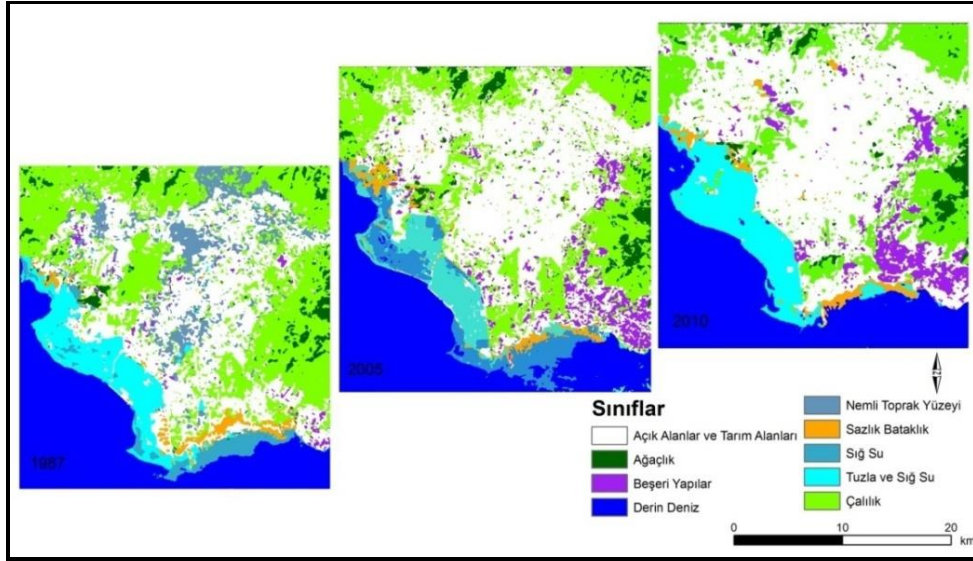 2010
2005
1987
Sınıflar
Açık Alanlar ve Tarım Alanları
Ağaçlık
Beşeri Yapılar
Derin Deniz
Nemli Toprak Yüzeyi
Sazlık Bataklık
Sığ Su
Tuzla ve Sığ Su
Çalılık
0 10 20
km